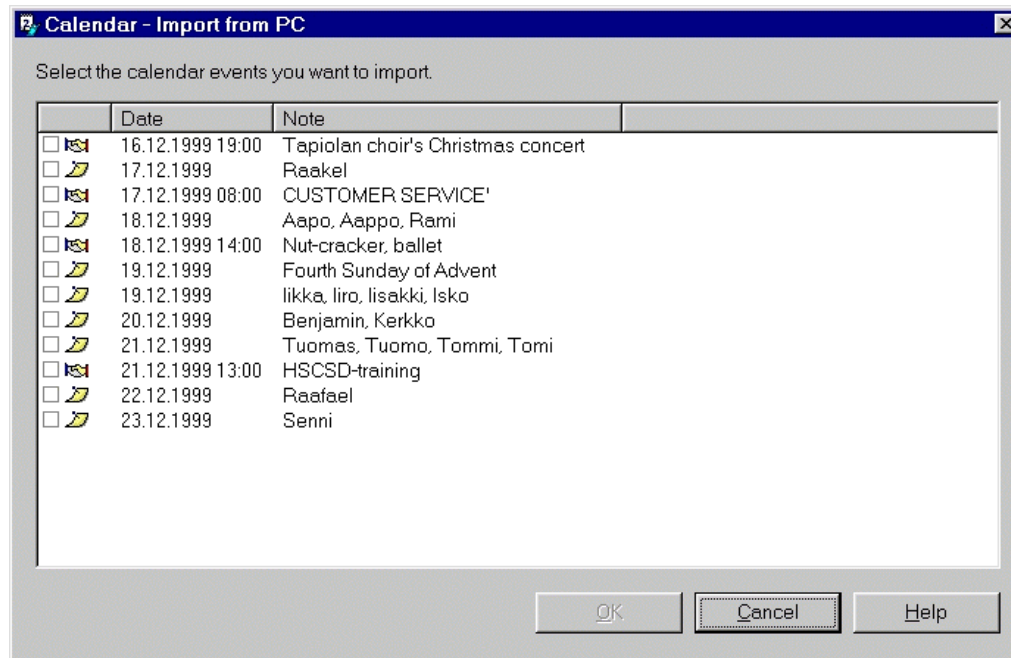 Calendar - Import from PC
Select the calendar events you want to import.
Date Note
16.12.1999 19:00 Tapiolan choir's Christmas concert
17.12.1999 Raakel
17.12.1999 08:00 CUSTOMER SERVICE'
18.12.1999 Aapo, Aappo, Rami
18.12.1999 14:00 Nut-cracker, ballet
19.12.1999 Fourth Sunday of Advent
19.12.1999 Iikka, Iiro, Iisakki, Isko
20.12.1999 Benjamin, Kerkko
21.12.1999 Tuomas, Tuomo, Tommi, Tomi
21.12.1999 13:00 HSCSD-training
22.12.1999 Raafael
23.12.1999 Senni
OK Cancel Help